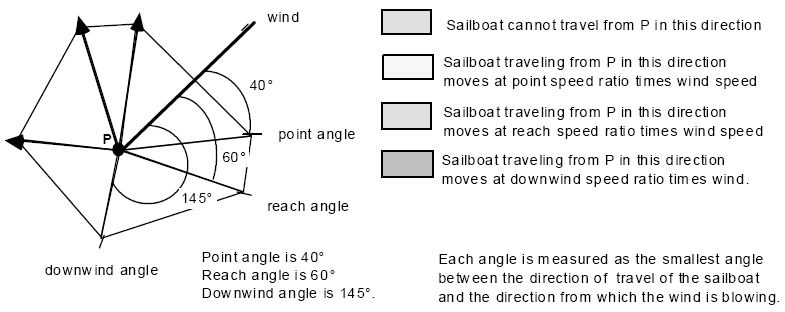 wind
40°
P
point angle
60°
145°
reach angle
downwind angle
Point angle is 40°
Reach angle is 60°
Downwind angle is 145°.
Sailboat cannot travel from P in this direction
Sailboat traveling from P in this direction
moves at point speed ratio times wind speed
Sailboat traveling from P in this direction
moves at reach speed ratio times wind speed
Sailboat traveling from P in this direction
moves at downwind speed ratio times wind.
Each angle is measured as the smallest angle
between the direction of travel of the sailboat
and the direction from which the wind is blowing.